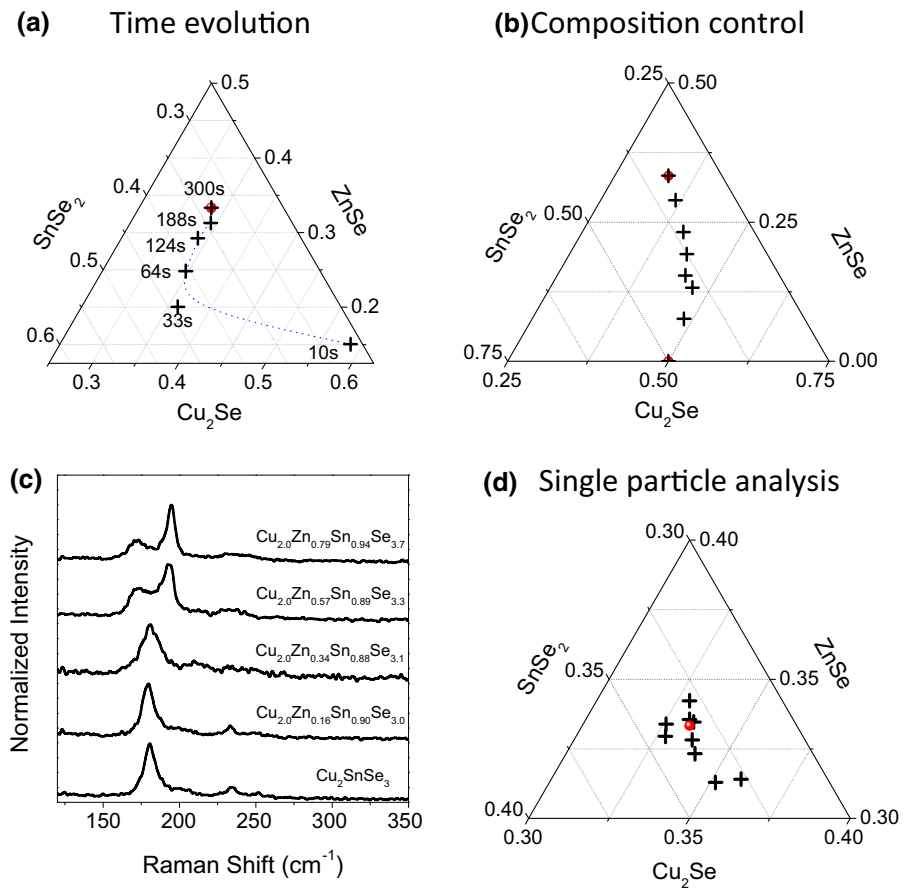 (a) Time evolution
0.5
0.3
0.4
ZnSe
0.4
300s
SnSe₂
188s
0.3
124s
0.5
64s
0.2
33s
0.6
10s
0.3 0.4 0.5 0.6
Cu₂Se
(b) Composition control
0.25 0.50
0.50 0.25
SnSe₂
ZnSe
0.75 0.00
0.25 0.50 0.75
Cu₂Se
(c)
Normalized Intensity
Cu₂.₀Zn₀.₇₉Sn₀.₉₄Se₃.₇
Cu₂.₀Zn₀.₅₇Sn₀.₈₉Se₃.₃
Cu₂.₀Zn₀.₃₄Sn₀.₈₈Se₃.₁
Cu₂.₀Zn₀.₁₆Sn₀.₉₀Se₃.₀
Cu₂SnSe₃
150 200 250 300 350
Raman Shift (cm⁻¹)
(d) Single particle analysis
0.30 0.40
SnSe₂
ZnSe
0.35 0.35
0.40 0.30
0.30 0.35 0.40
Cu₂Se